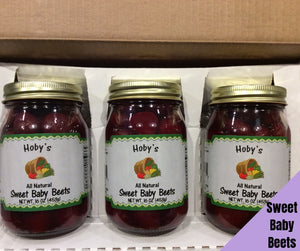 Hoby's
All Natural
Sweet Baby Beets
NET. WT. 16 OZ (453g)
Hoby's
All Natural
Sweet Baby Beets
NET. WT. 16 OZ (453g)
Hoby's
All Natural
Sweet Baby Beets
NET. WT. 16 OZ (453g)
Sweet
Baby
Beets